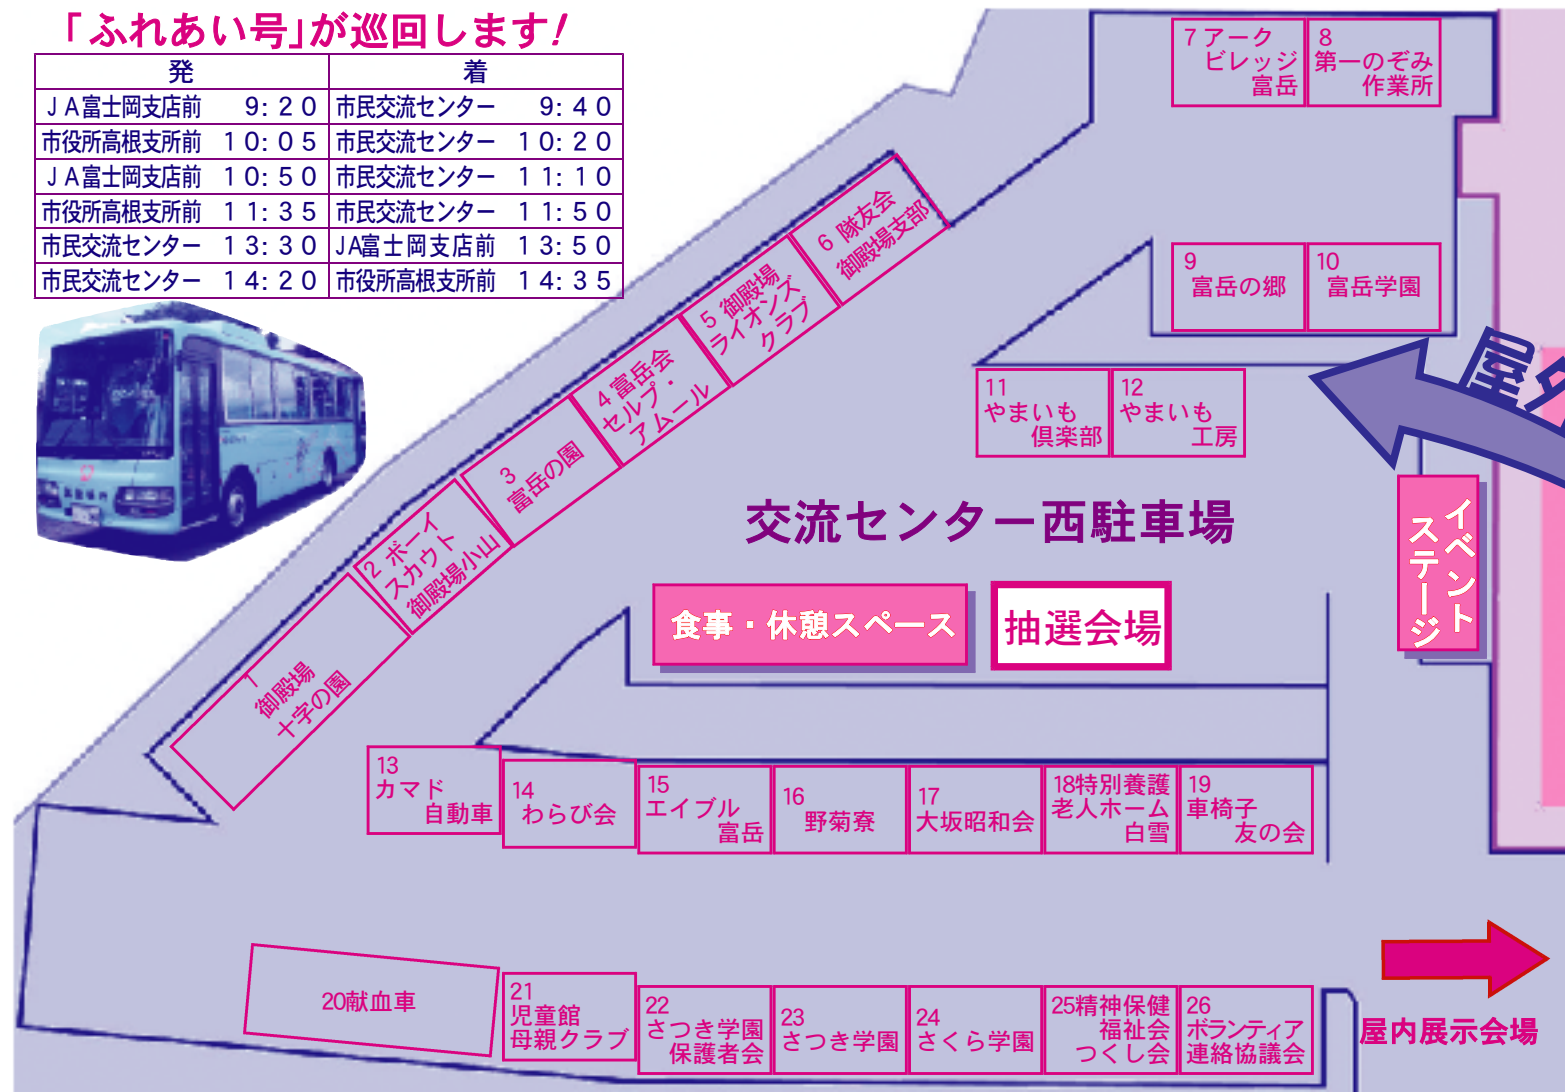 「ふれあい号」が巡回します!
発 着
ＪＡ富士岡支店前 9:20 市民交流センター 9:40
市役所高根支所前 10:05 市民交流センター 10:20
ＪＡ富士岡支店前 10:50 市民交流センター 11:10
市役所高根支所前 11:35 市民交流センター 11:50
市民交流センター 13:30 JA富士岡支店前 13:50
市民交流センター 14:20 市役所高根支所前 14:35
7 アーク
ビレッジ
富岳
8
第一のぞみ
作業所
6 隊友会
御殿場支部
5 御殿場
ライオンズ
クラブ
4 富岳会
セルプ・
アムール
3
富岳の園
2 ボーイ
スカウト
御殿場小山
1
御殿場
十字の園
9
富岳の郷
10
富岳学園
11
やまいも
倶楽部
12
やまいも
工房
屋外
交流センター西駐車場
イベント
ステージ
食事・休憩スペース
抽選会場
13
カマド
自動車
14
わらび会
15
エイブル
富岳
16
野菊寮
17
大坂昭和会
18特別養護
老人ホーム
白雪
19
車椅子
友の会
20献血車
21
児童館
母親クラブ
22
さつき学園
保護者会
23
さつき学園
24
さくら学園
25精神保健
福祉会
つくし会
26
ボランティア
連絡協議会
屋内展示会場